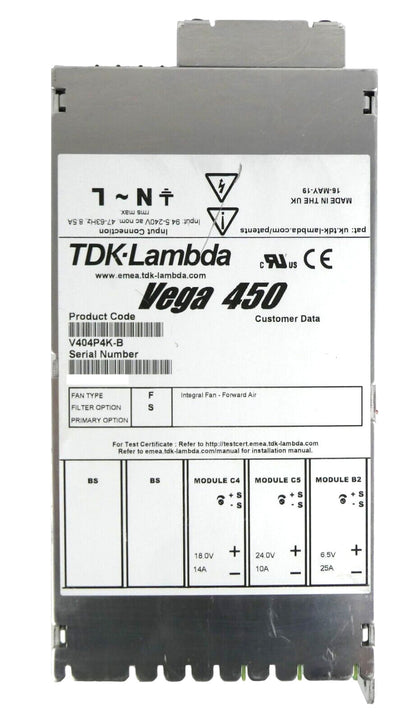 Input Connection
Input 94.5-240V ac nom. 47-63Hz, 8.5A
rms max.
L ~ N
pat: uk.tdk-lambda.com/patents
MADE IN THE UK
16-MAY-19
TDK-Lambda
www.emea.tdk-lambda.com
c RU us CE
Vega 450
Product Code
Customer Data
V404P4K-B
Serial Number
FAN TYPE F Integral Fan - Forward Air
FILTER OPTION S
PRIMARY OPTION
For Test Certificate : Refer to http://testcert.emea.tdk-lambda.com
Refer to emea.tdk-lambda.com/manual for installation manual.
BS BS MODULE C4 MODULE C5 MODULE B2
+ S + S + S
- S - S - S
18.0V + 24.0V + 6.5V +
14A - 10A - 25A -